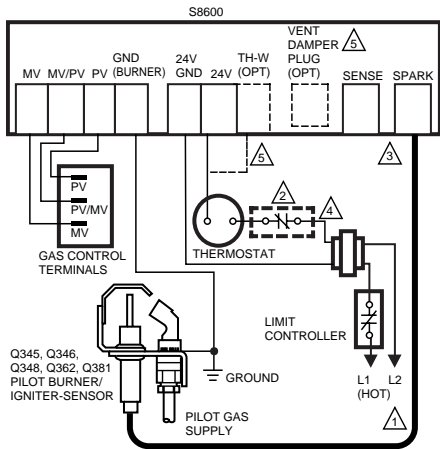 S8600
MV MV/PV PV GND (BURNER) 24V GND 24V TH-W (OPT) VENT DAMPER PLUG (OPT) 5 SENSE SPARK
5
3
2
4
PV
PV/MV
MV
GAS CONTROL
TERMINALS
THERMOSTAT
LIMIT
CONTROLLER
Q345, Q346,
Q348, Q362, Q381
PILOT BURNER/
IGNITER-SENSOR
GROUND
L1
(HOT)
L2
PILOT GAS
SUPPLY
1